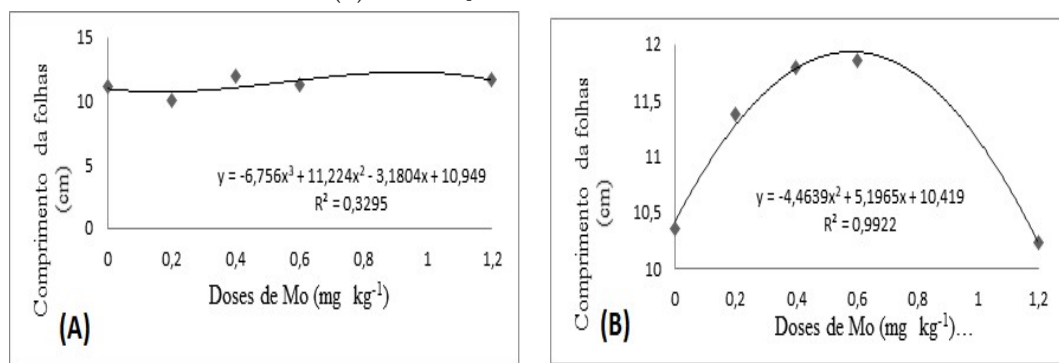 15
10
5
0
Comprimento da folhas
(cm)
y = -6,756x³ + 11,224x² - 3,1804x + 10,949
R² = 0,3295
0 0,2 0,4 0,6 0,8 1 1,2
Doses de Mo (mg kg⁻¹)
(A)
12
11,5
11
10,5
10
Comprimento da folhas
(cm)
y = -4,4639x² + 5,1965x + 10,419
R² = 0,9922
0 0,2 0,4 0,6 0,8 1 1,2
Doses de Mo (mg kg⁻¹)...
(B)